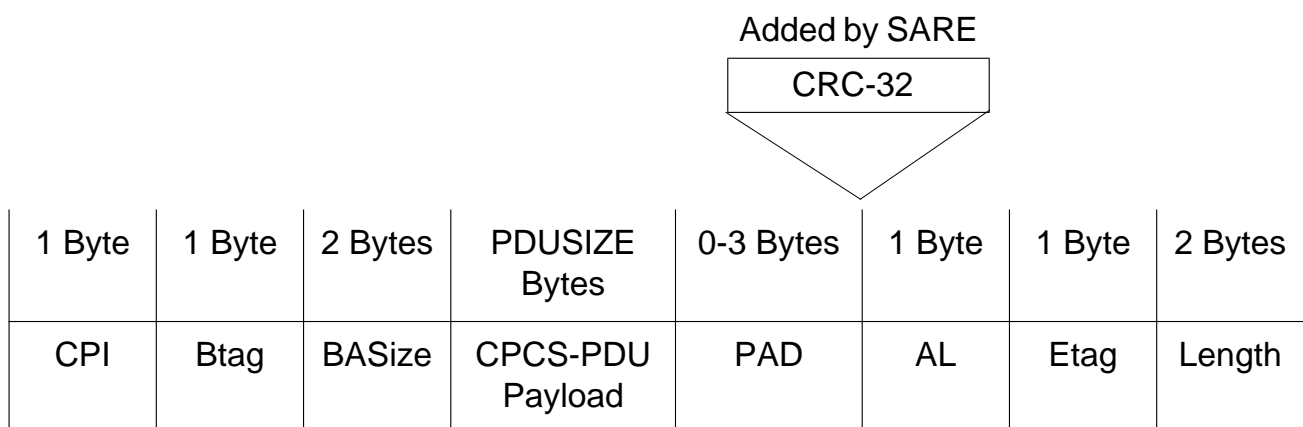 Added by SARE
CRC-32
1 Byte 1 Byte 2 Bytes PDUSIZE 0-3 Bytes 1 Byte 1 Byte 2 Bytes
Bytes
CPI Btag BASize CPCS-PDU PAD AL Etag Length
Payload